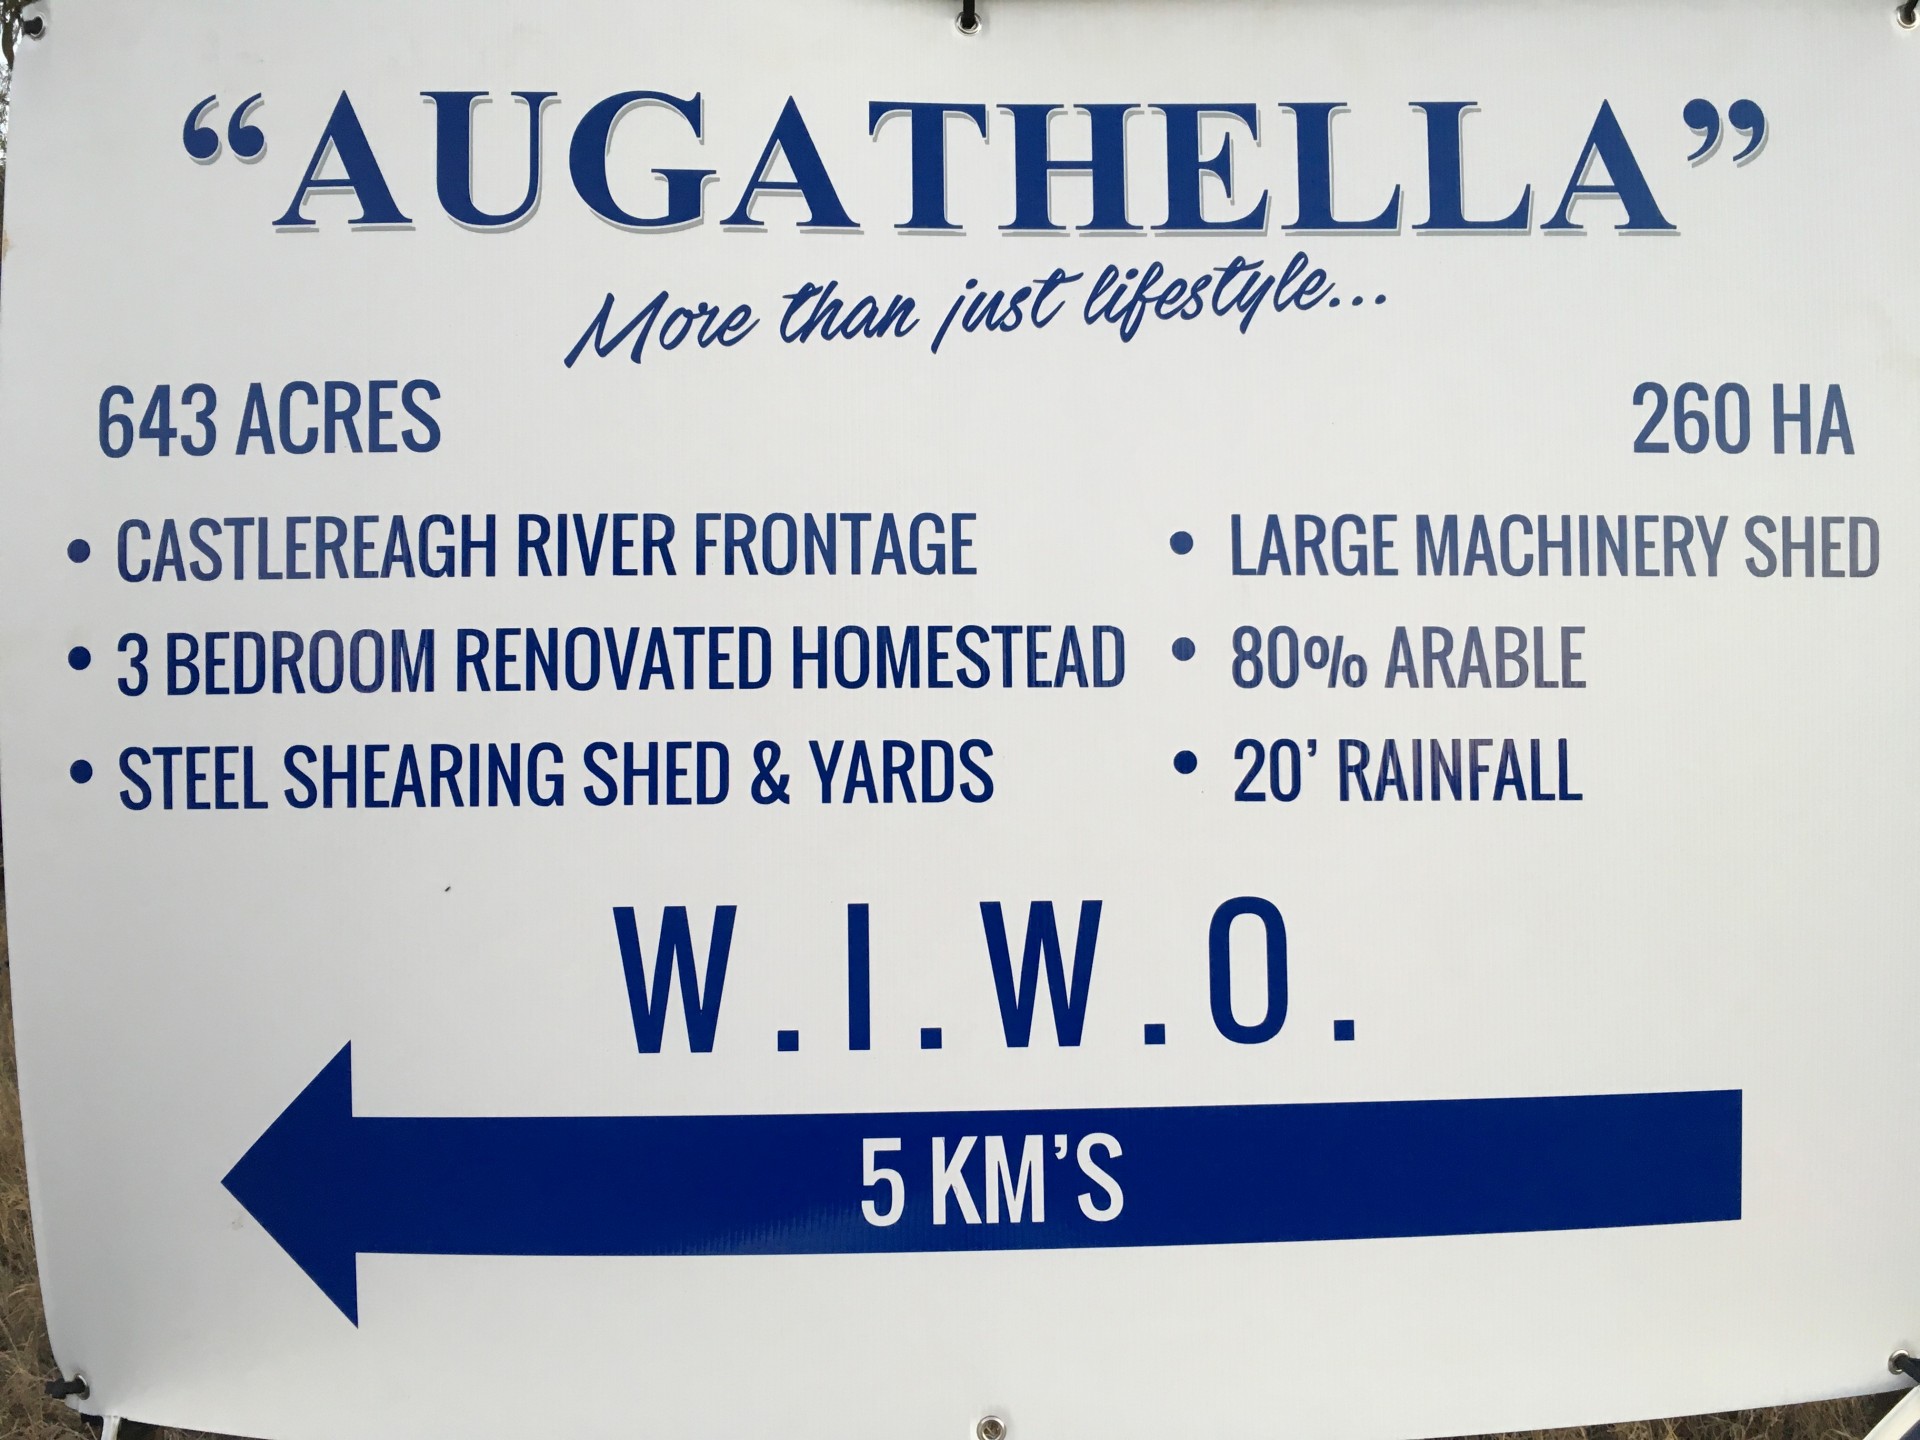 “AUGATHELLA”
More than just lifestyle...
643 ACRES 260 HA
• CASTLEREAGH RIVER FRONTAGE
• 3 BEDROOM RENOVATED HOMESTEAD
• STEEL SHEARING SHED & YARDS
• LARGE MACHINERY SHED
• 80% ARABLE
• 20’ RAINFALL
W.I.W.O.
5 KM’S